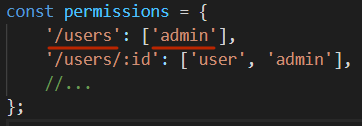 const permissions = {
'/users': ['admin'],
'/users/:id': ['user', 'admin'],
//...
};